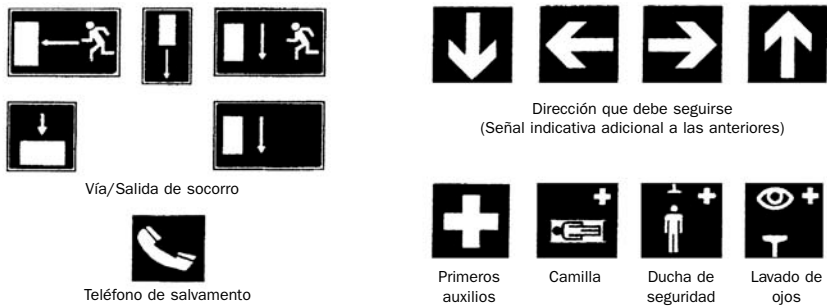 Vía/Salida de socorro
Teléfono de salvamento
Dirección que debe seguirse
(Señal indicativa adicional a las anteriores)
Primeros
auxilios
Camilla
Ducha de
seguridad
Lavado de
ojos